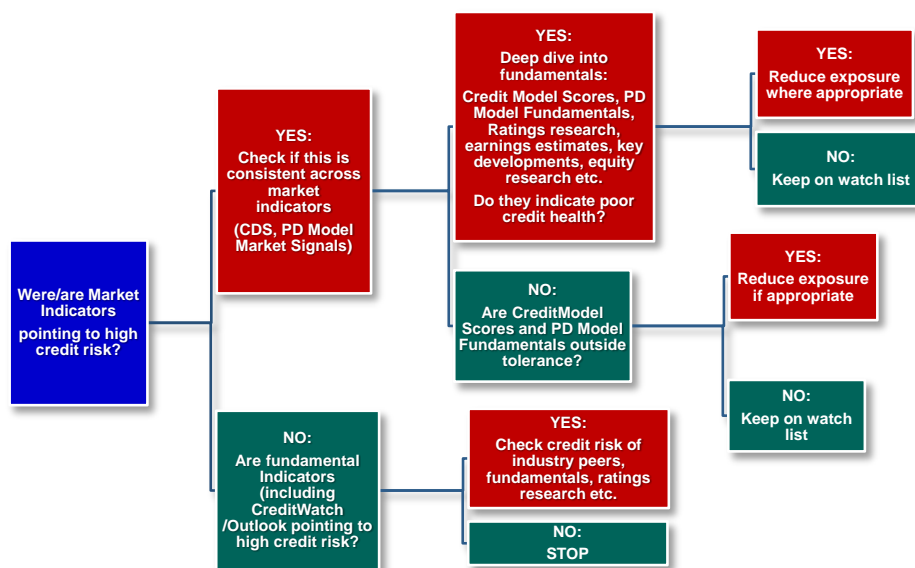 Were/are Market
Indicators
pointing to high
credit risk?
YES:
Check if this is
consistent across
market
indicators
(CDS, PD Model
Market Signals)
YES:
Deep dive into
fundamentals:
Credit Model Scores, PD
Model Fundamentals,
Ratings research,
earnings estimates, key
developments, equity
research etc.
Do they indicate poor
credit health?
YES:
Reduce exposure
where appropriate
NO:
Keep on watch list
NO:
Are CreditModel
Scores and PD Model
Fundamentals outside
tolerance?
YES:
Reduce exposure
if appropriate
NO:
Keep on watch
list
NO:
Are fundamental
Indicators
(including
CreditWatch
/Outlook pointing to
high credit risk?
YES:
Check credit risk of
industry peers,
fundamentals, ratings
research etc.
NO:
STOP